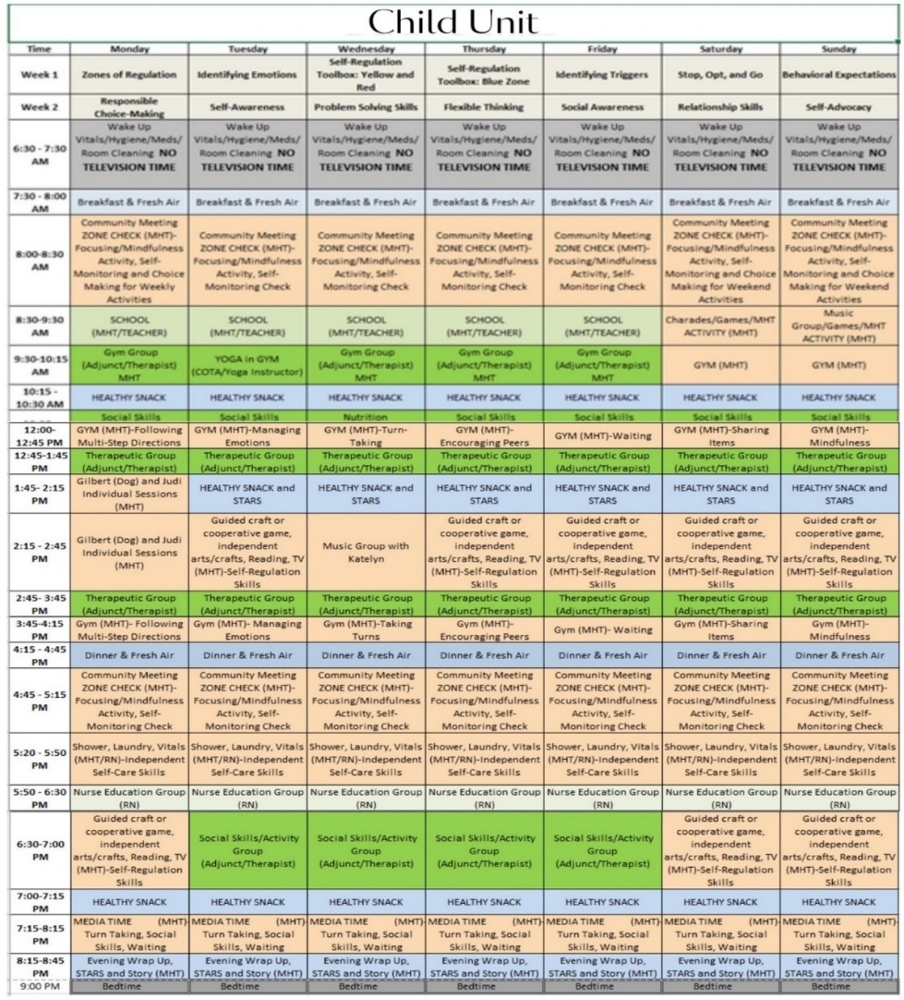 Child Unit
Time
Monday
Tuesday
Wednesday
Thursday
Friday
Saturday
Sunday
Week 1
Zones of Regulation
Identifying Emotions
Self-Regulation
Toolbox: Yellow and
Red
Self-Regulation
Toolbox: Blue Zone
Identifying Triggers
Stop, Opt, and Go
Behavioral Expectations
Week 2
Responsible
Choice-Making
Self-Awareness
Problem Solving Skills
Flexible Thinking
Social Awareness
Relationship Skills
Self-Advocacy
6:30 - 7:30
AM
Wake Up
Vitals/Hygiene/Meds/
Room Cleaning NO
TELEVISION TIME
Wake Up
Vitals/Hygiene/Meds/
Room Cleaning NO
TELEVISION TIME
Wake Up
Vitals/Hygiene/Meds/
Room Cleaning NO
TELEVISION TIME
Wake Up
Vitals/Hygiene/Meds/
Room Cleaning NO
TELEVISION TIME
Wake Up
Vitals/Hygiene/Meds/
Room Cleaning NO
TELEVISION TIME
Wake Up
Vitals/Hygiene/Meds/
Room Cleaning NO
TELEVISION TIME
Wake Up
Vitals/Hygiene/Meds/
Room Cleaning NO
TELEVISION TIME
7:30 - 8:00
AM
Breakfast & Fresh Air
Breakfast & Fresh Air
Breakfast & Fresh Air
Breakfast & Fresh Air
Breakfast & Fresh Air
Breakfast & Fresh Air
Breakfast & Fresh Air
8:00-8:30
AM
Community Meeting
ZONE CHECK (MHT)-
Focusing/Mindfulness
Activity, Self-
Monitoring and Choice
Making for Weekly
Activities
Community Meeting
ZONE CHECK (MHT)-
Focusing/Mindfulness
Activity, Self-
Monitoring Check
Community Meeting
ZONE CHECK (MHT)-
Focusing/Mindfulness
Activity, Self-
Monitoring Check
Community Meeting
ZONE CHECK (MHT)-
Focusing/Mindfulness
Activity, Self-
Monitoring Check
Community Meeting
ZONE CHECK (MHT)-
Focusing/Mindfulness
Activity, Self-
Monitoring Check
Community Meeting
ZONE CHECK (MHT)-
Focusing/Mindfulness
Activity, Self-
Monitoring and Choice
Making for Weekend
Activities
Community Meeting
ZONE CHECK (MHT)-
Focusing/Mindfulness
Activity, Self-
Monitoring and Choice
Making for Weekend
Activities
8:30-9:30
AM
SCHOOL
(MHT/TEACHER)
SCHOOL
(MHT/TEACHER)
SCHOOL
(MHT/TEACHER)
SCHOOL
(MHT/TEACHER)
SCHOOL
(MHT/TEACHER)
Charades/Games/MHT
ACTIVITY (MHT)
Music
Group/Games/MHT
ACTIVITY (MHT)
9:30-10:15
AM
Gym Group
(Adjunct/Therapist)
MHT
YOGA in GYM
(COTA/Yoga Instructor)
Gym Group
(Adjunct/Therapist)
MHT
Gym Group
(Adjunct/Therapist)
MHT
Gym Group
(Adjunct/Therapist)
MHT
GYM (MHT)
GYM (MHT)
10:15 -
10:30 AM
HEALTHY SNACK
HEALTHY SNACK
HEALTHY SNACK
HEALTHY SNACK
HEALTHY SNACK
HEALTHY SNACK
HEALTHY SNACK
Social Skills
Social Skills
Nutrition
Social Skills
Social Skills
Social Skills
Social Skills
12:00-
12:45 PM
GYM (MHT)-Following
Multi-Step Directions
GYM (MHT)-Managing
Emotions
GYM (MHT)-Turn-
Taking
GYM (MHT)-
Encouraging Peers
GYM (MHT)-Waiting
GYM (MHT)-Sharing
Items
GYM (MHT)-
Mindfulness
12:45-1:45
PM
Therapeutic Group
(Adjunct/Therapist)
Therapeutic Group
(Adjunct/Therapist)
Therapeutic Group
(Adjunct/Therapist)
Therapeutic Group
(Adjunct/Therapist)
Therapeutic Group
(Adjunct/Therapist)
Therapeutic Group
(Adjunct/Therapist)
Therapeutic Group
(Adjunct/Therapist)
1:45- 2:15
PM
Gilbert (Dog) and Judi
Individual Sessions
(MHT)
HEALTHY SNACK and
STARS
HEALTHY SNACK and
STARS
HEALTHY SNACK and
STARS
HEALTHY SNACK and
STARS
HEALTHY SNACK and
STARS
HEALTHY SNACK and
STARS
2:15 - 2:45
PM
Gilbert (Dog) and Judi
Individual Sessions
(MHT)
Guided craft or
cooperative game,
independent
arts/crafts, Reading, TV
(MHT)-Self-Regulation
Skills
Music Group with
Katelyn
Guided craft or
cooperative game,
independent
arts/crafts, Reading, TV
(MHT)-Self-Regulation
Skills
Guided craft or
cooperative game,
independent
arts/crafts, Reading, TV
(MHT)-Self-Regulation
Skills
Guided craft or
cooperative game,
independent
arts/crafts, Reading, TV
(MHT)-Self-Regulation
Skills
Guided craft or
cooperative game,
independent
arts/crafts, Reading, TV
(MHT)-Self-Regulation
Skills
2:45- 3:45
PM
Therapeutic Group
(Adjunct/Therapist)
Therapeutic Group
(Adjunct/Therapist)
Therapeutic Group
(Adjunct/Therapist)
Therapeutic Group
(Adjunct/Therapist)
Therapeutic Group
(Adjunct/Therapist)
Therapeutic Group
(Adjunct/Therapist)
Therapeutic Group
(Adjunct/Therapist)
3:45-4:15
PM
Gym (MHT)- Following
Multi-Step Directions
Gym (MHT)- Managing
Emotions
Gym (MHT)-Taking
Turns
Gym (MHT)-
Encouraging Peers
Gym (MHT)- Waiting
Gym (MHT)-Sharing
Items
Gym (MHT)-
Mindfulness
4:15 - 4:45
PM
Dinner & Fresh Air
Dinner & Fresh Air
Dinner & Fresh Air
Dinner & Fresh Air
Dinner & Fresh Air
Dinner & Fresh Air
Dinner & Fresh Air
4:45 - 5:15
PM
Community Meeting
ZONE CHECK (MHT)-
Focusing/Mindfulness
Activity, Self-
Monitoring Check
Community Meeting
ZONE CHECK (MHT)-
Focusing/Mindfulness
Activity, Self-
Monitoring Check
Community Meeting
ZONE CHECK (MHT)-
Focusing/Mindfulness
Activity, Self-
Monitoring Check
Community Meeting
ZONE CHECK (MHT)-
Focusing/Mindfulness
Activity, Self-
Monitoring Check
Community Meeting
ZONE CHECK (MHT)-
Focusing/Mindfulness
Activity, Self-
Monitoring Check
Community Meeting
ZONE CHECK (MHT)-
Focusing/Mindfulness
Activity, Self-
Monitoring Check
Community Meeting
ZONE CHECK (MHT)-
Focusing/Mindfulness
Activity, Self-
Monitoring Check
5:20 - 5:50
PM
Shower, Laundry, Vitals
(MHT/RN)-Independent
Self-Care Skills
Shower, Laundry, Vitals
(MHT/RN)-Independent
Self-Care Skills
Shower, Laundry, Vitals
(MHT/RN)-Independent
Self-Care Skills
Shower, Laundry, Vitals
(MHT/RN)-Independent
Self-Care Skills
Shower, Laundry, Vitals
(MHT/RN)-Independent
Self-Care Skills
Shower, Laundry, Vitals
(MHT/RN)-Independent
Self-Care Skills
Shower, Laundry, Vitals
(MHT/RN)-Independent
Self-Care Skills
5:50 - 6:30
PM
Nurse Education Group
(RN)
Nurse Education Group
(RN)
Nurse Education Group
(RN)
Nurse Education Group
(RN)
Nurse Education Group
(RN)
Nurse Education Group
(RN)
Nurse Education Group
(RN)
6:30-7:00
PM
Guided craft or
cooperative game,
independent
arts/crafts, Reading, TV
(MHT)-Self-Regulation
Skills
Social Skills/Activity
Group
(Adjunct/Therapist)
Social Skills/Activity
Group
(Adjunct/Therapist)
Social Skills/Activity
Group
(Adjunct/Therapist)
Social Skills/Activity
Group
(Adjunct/Therapist)
Guided craft or
cooperative game,
independent
arts/crafts, Reading, TV
(MHT)-Self-Regulation
Skills
Guided craft or
cooperative game,
independent
arts/crafts, Reading, TV
(MHT)-Self-Regulation
Skills
7:00-7:15
PM
HEALTHY SNACK
HEALTHY SNACK
HEALTHY SNACK
HEALTHY SNACK
HEALTHY SNACK
HEALTHY SNACK
HEALTHY SNACK
7:15-8:15
PM
MEDIA TIME (MHT)-
Turn Taking, Social
Skills, Waiting
MEDIA TIME (MHT)-
Turn Taking, Social
Skills, Waiting
MEDIA TIME (MHT)-
Turn Taking, Social
Skills, Waiting
MEDIA TIME (MHT)-
Turn Taking, Social
Skills, Waiting
MEDIA TIME (MHT)-
Turn Taking, Social
Skills, Waiting
MEDIA TIME (MHT)-
Turn Taking, Social
Skills, Waiting
MEDIA TIME (MHT)-
Turn Taking, Social
Skills, Waiting
8:15-8:45
PM
Evening Wrap Up,
STARS and Story (MHT)
Evening Wrap Up,
STARS and Story (MHT)
Evening Wrap Up,
STARS and Story (MHT)
Evening Wrap Up,
STARS and Story (MHT)
Evening Wrap Up,
STARS and Story (MHT)
Evening Wrap Up,
STARS and Story (MHT)
Evening Wrap Up,
STARS and Story (MHT)
9:00 PM
Bedtime
Bedtime
Bedtime
Bedtime
Bedtime
Bedtime
Bedtime